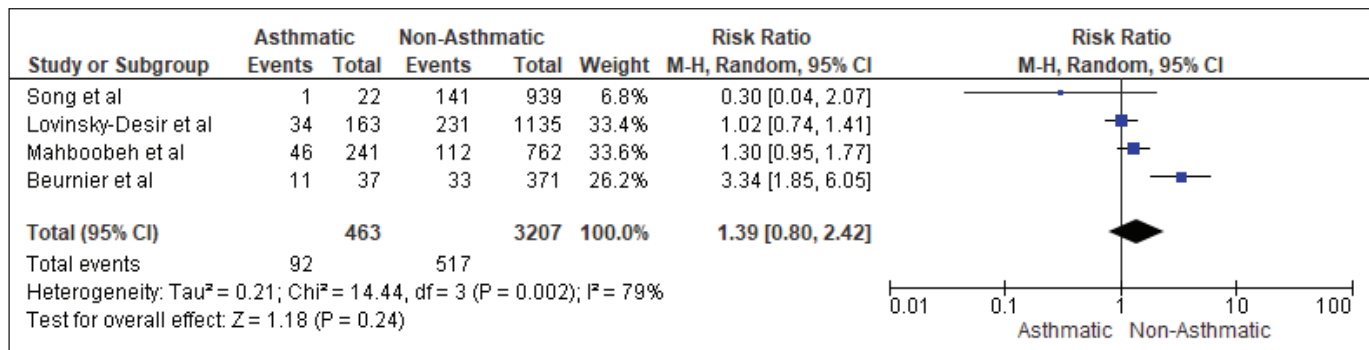 Asthmatic Non-Asthmatic Risk Ratio Risk Ratio
Study or Subgroup Events Total Events Total Weight M-H, Random, 95% CI M-H, Random, 95% CI
Song et al 1 22 141 939 6.8% 0.30 [0.04, 2.07]
Lovinsky-Desir et al 34 163 231 1135 33.4% 1.02 [0.74, 1.41]
Mahboobeh et al 46 241 112 762 33.6% 1.30 [0.95, 1.77]
Beurnier et al 11 37 33 371 26.2% 3.34 [1.85, 6.05]
Total (95% CI) 463 3207 100.0% 1.39 [0.80, 2.42]
Total events 92 517
Heterogeneity: Tau² = 0.21; Chi² = 14.44, df = 3 (P = 0.002); I² = 79%
Test for overall effect: Z = 1.18 (P = 0.24)
0.01 0.1 1 10 100
Asthmatic Non-Asthmatic